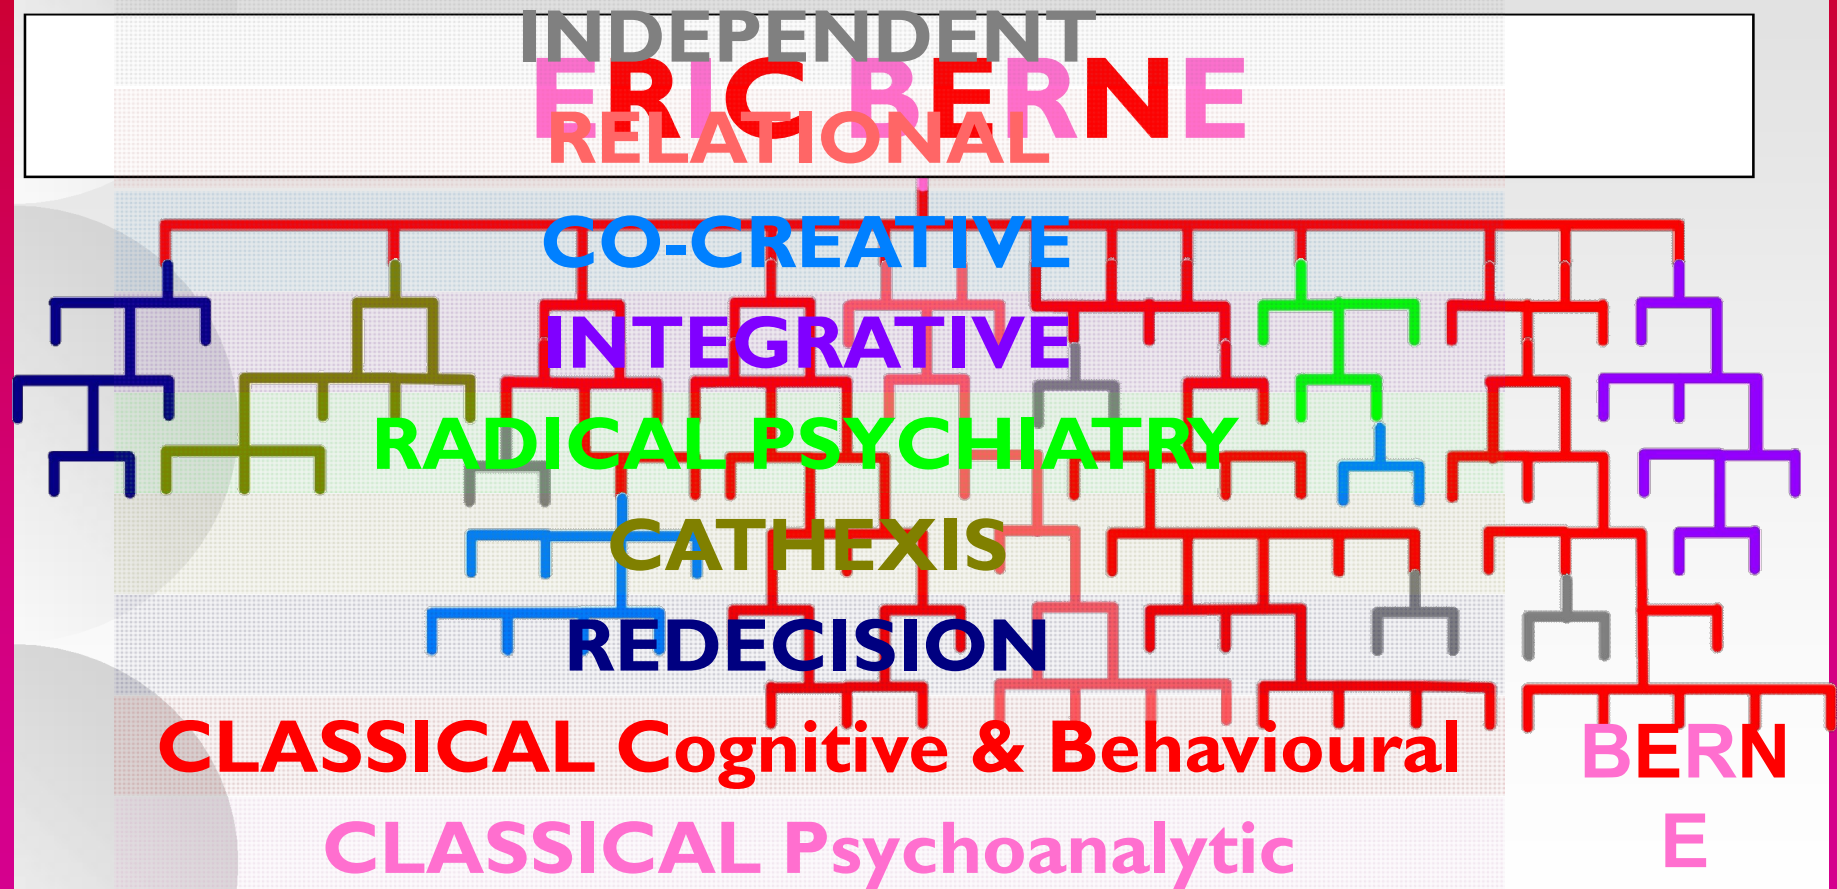 INDEPENDENT
ERIC BERNE
RELATIONAL
CO-CREATIVE
INTEGRATIVE
RADICAL PSYCHIATRY
CATHEXIS
REDECISION
CLASSICAL Cognitive & Behavioural
BERN
E
CLASSICAL Psychoanalytic